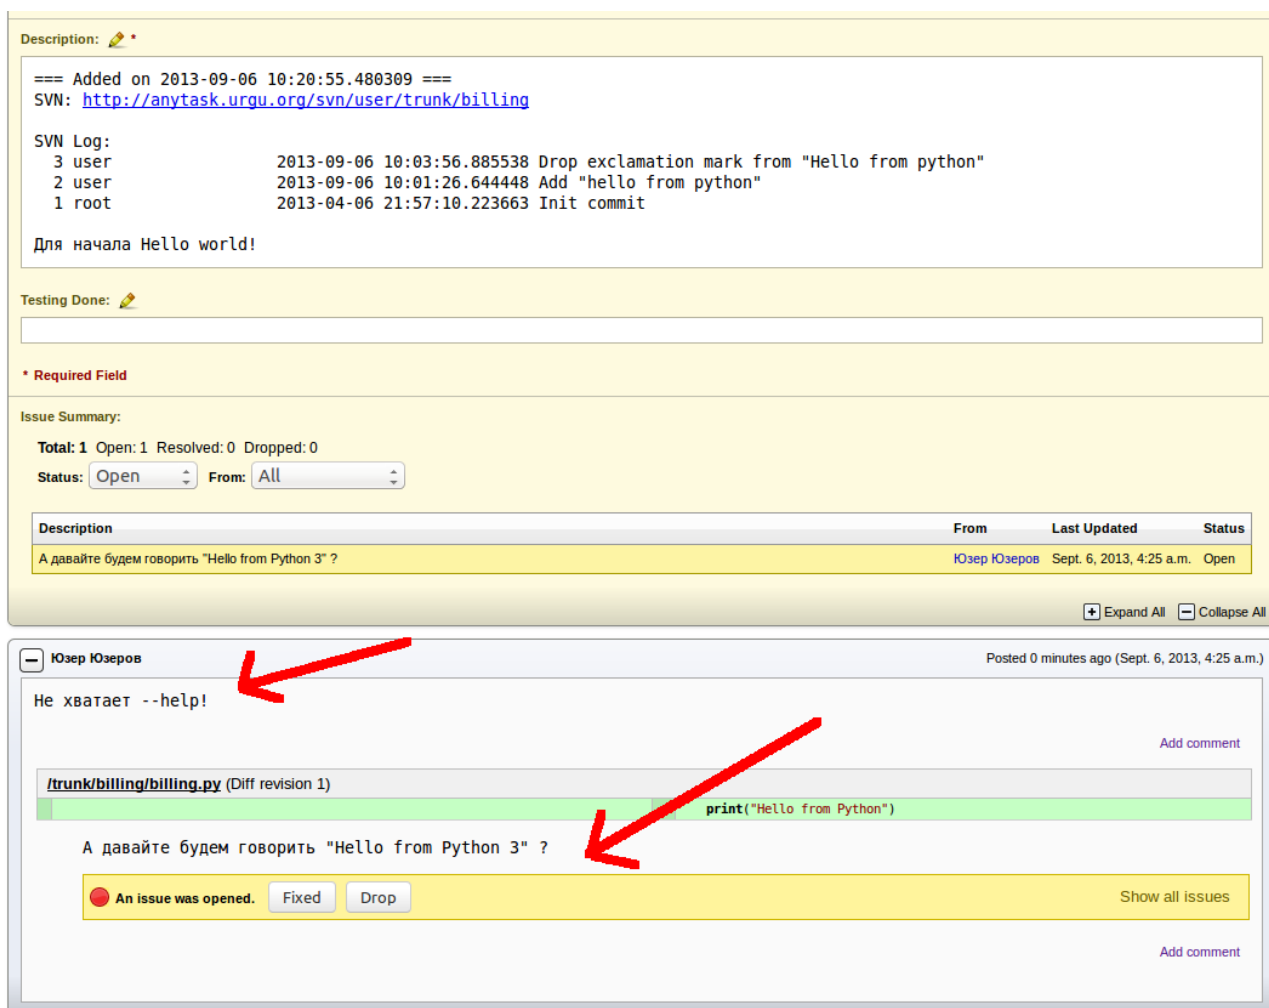 Description: *
=== Added on 2013-09-06 10:20:55.480309 ===
SVN: http://anytask.urgu.org/svn/user/trunk/billing
SVN Log:
3 user 2013-09-06 10:03:56.885538 Drop exclamation mark from "Hello from python"
2 user 2013-09-06 10:01:26.644448 Add "hello from python"
1 root 2013-04-06 21:57:10.223663 Init commit
Для начала Hello world!
Testing Done:
* Required Field
Issue Summary:
Total: 1 Open: 1 Resolved: 0 Dropped: 0
Status: Open From: All
Description From Last Updated Status
А давайте будем говорить "Hello from Python 3" ? Юзер Юзеров Sept. 6, 2013, 4:25 a.m. Open
Expand All Collapse All
Юзер Юзеров Posted 0 minutes ago (Sept. 6, 2013, 4:25 a.m.)
Не хватает --help!
Add comment
/trunk/billing/billing.py (Diff revision 1)
print("Hello from Python")
А давайте будем говорить "Hello from Python 3" ?
An issue was opened. Fixed Drop Show all issues
Add comment